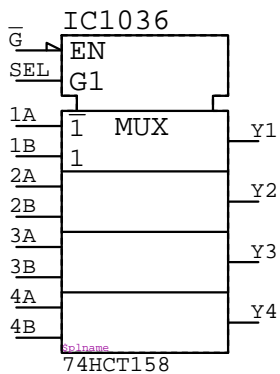 IC1036
G
EN
SEL
G1
1A
1
MUX
1B
1
Y1
2A
2B
Y2
3A
3B
Y3
4A
4B
Y4
$plname
74HCT158